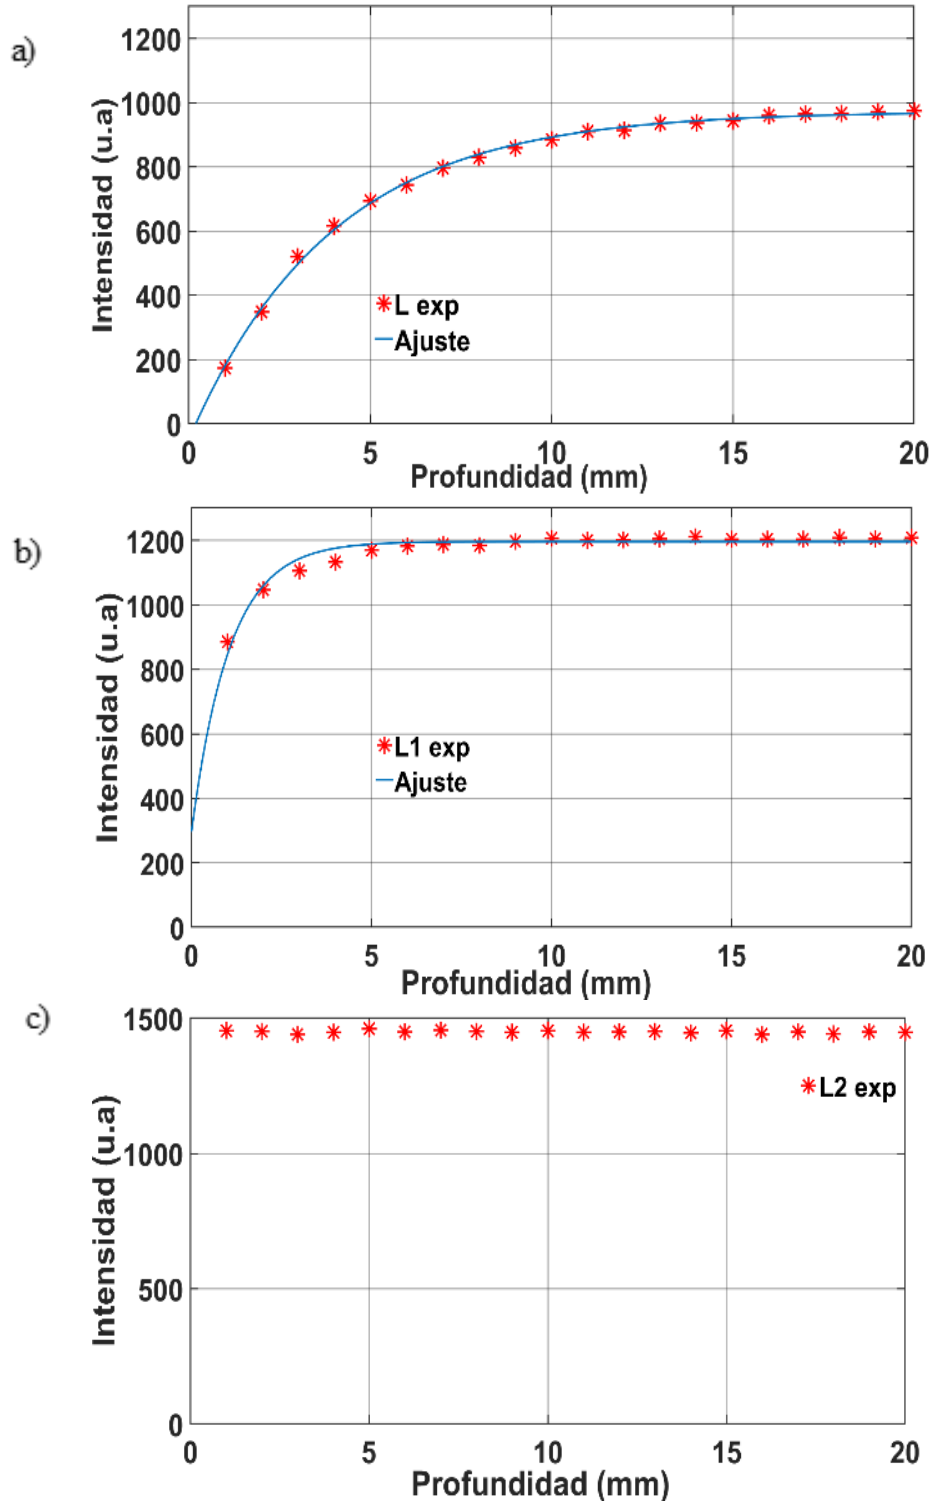 a)
1200
1000
800
600
400
200
0
Intensidad (u.a)
L exp
Ajuste
0 5 10 15 20
Profundidad (mm)
b)
1200
1000
800
600
400
200
0
Intensidad (u.a)
L1 exp
Ajuste
0 5 10 15 20
Profundidad (mm)
c)
1500
1000
500
0
Intensidad (u.a)
L2 exp
0 5 10 15 20
Profundidad (mm)